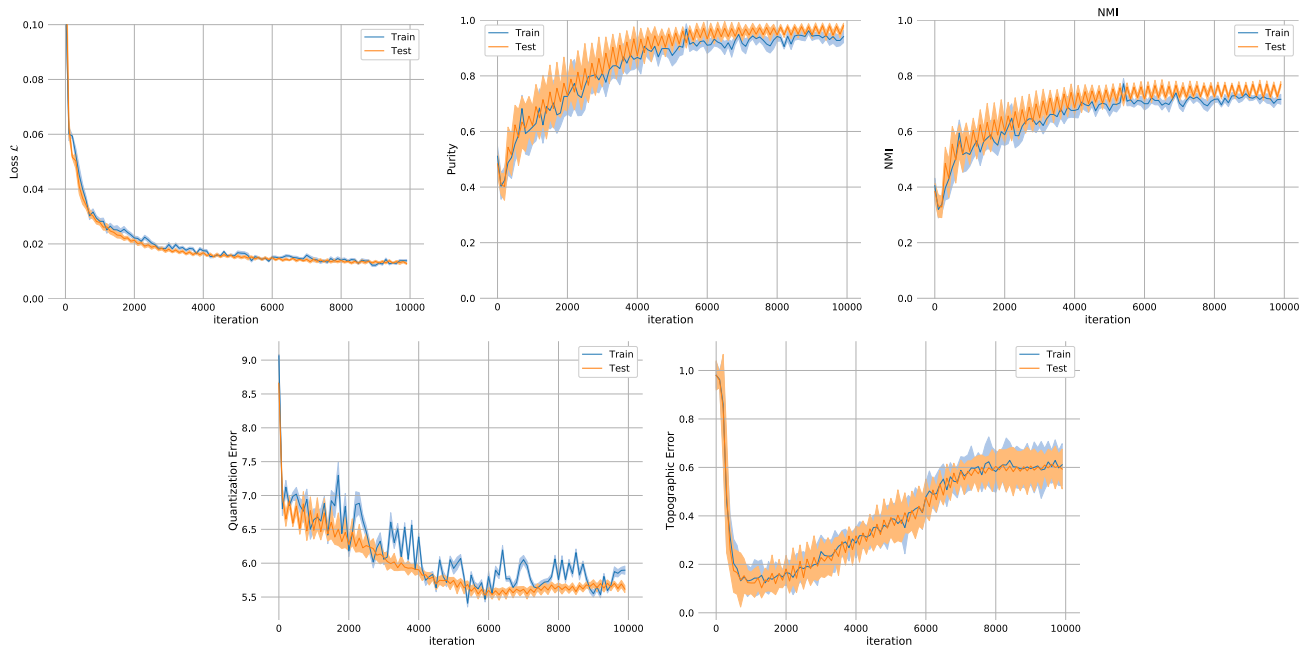 0.10
0.08
0.06
0.04
0.02
0.00
Loss ℒ
Train
Test
0 2000 4000 6000 8000 10000
iteration
1.0
0.8
0.6
0.4
0.2
0.0
Purity
Train
Test
0 2000 4000 6000 8000 10000
iteration
NMI
1.0
0.8
0.6
0.4
0.2
0.0
NMI
Train
Test
0 2000 4000 6000 8000 10000
iteration
9.0
8.5
8.0
7.5
7.0
6.5
6.0
5.5
Quantization Error
Train
Test
0 2000 4000 6000 8000 10000
iteration
1.0
0.8
0.6
0.4
0.2
0.0
Topographic Error
Train
Test
0 2000 4000 6000 8000 10000
iteration